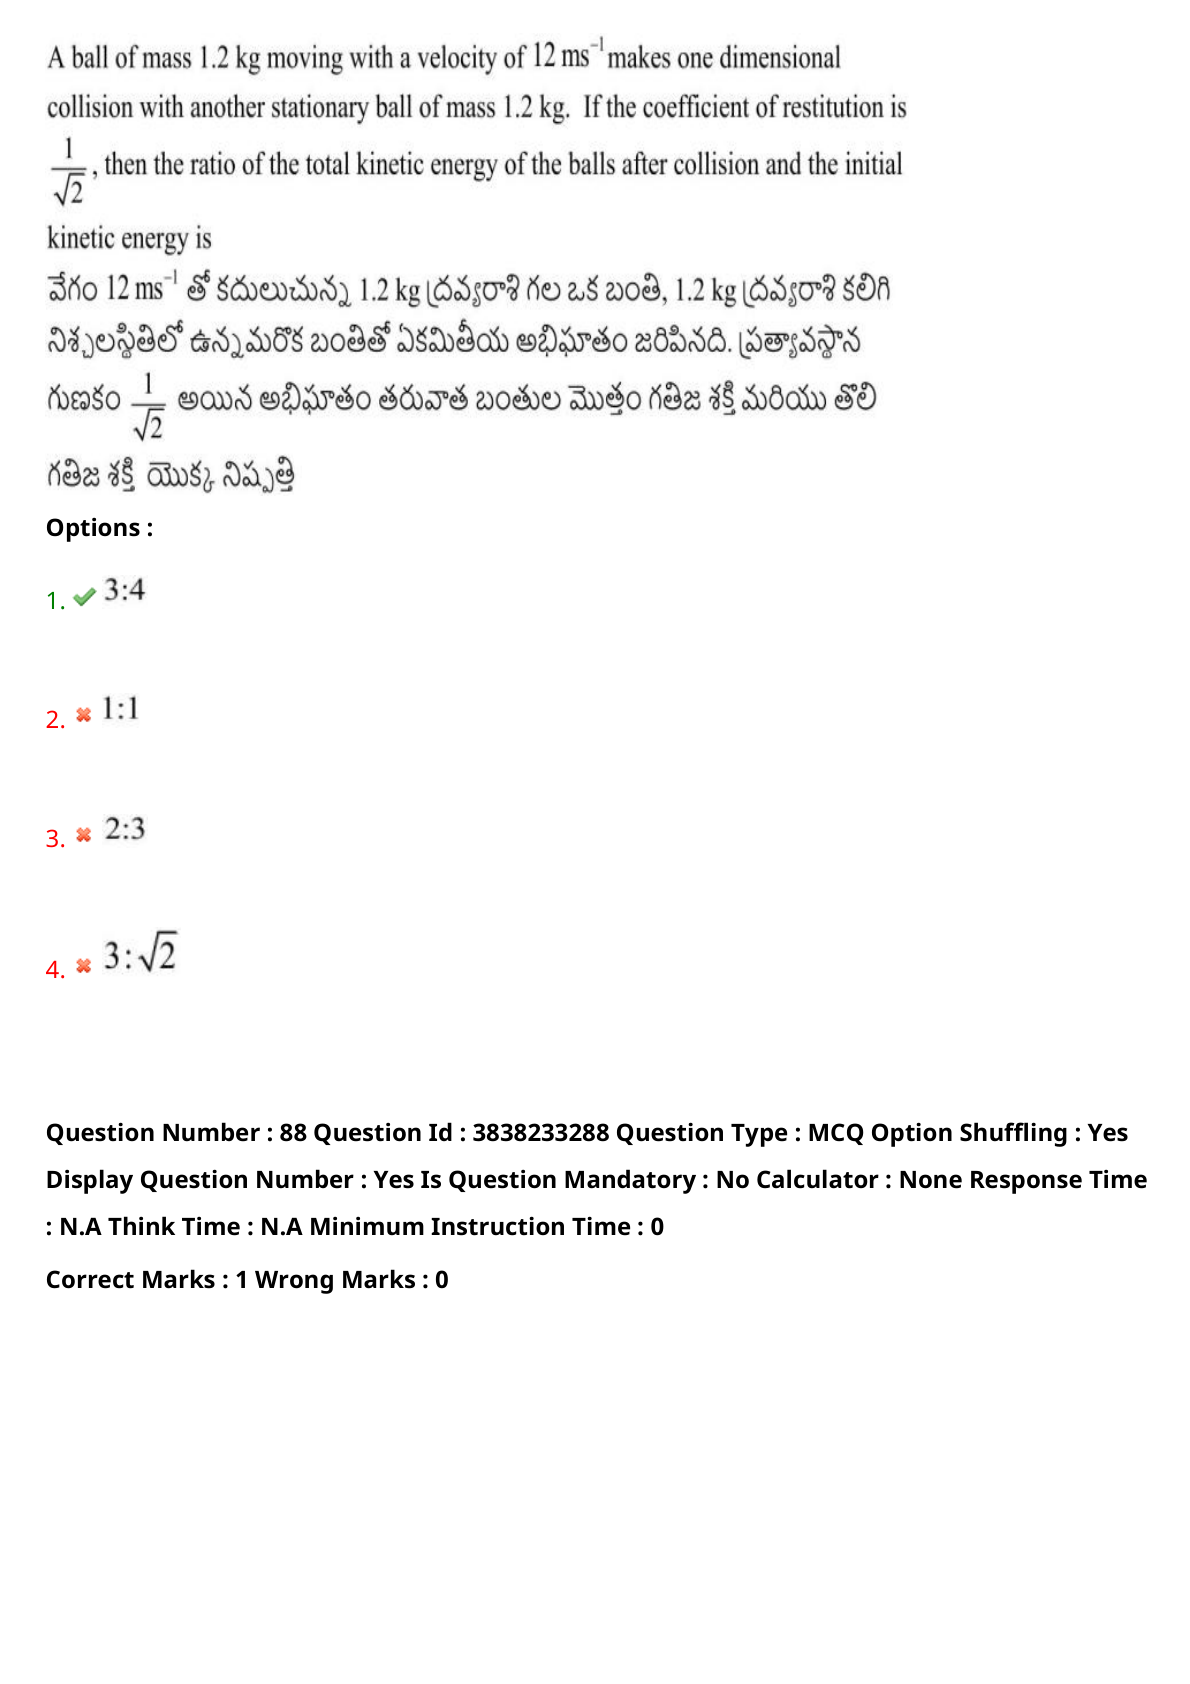 A ball of mass 1.2 kg moving with a velocity of 12 ms⁻¹ makes one dimensional
collision with another stationary ball of mass 1.2 kg. If the coefficient of restitution is
1/√2, then the ratio of the total kinetic energy of the balls after collision and the initial
kinetic energy is
వేగం 12 ms⁻¹ తో కదులుచున్న 1.2 kg ద్రవ్యరాశి గల ఒక బంతి, 1.2 kg ద్రవ్యరాశి కలిగి
నిశ్చలస్థితిలో ఉన్నమరొక బంతితో ఏకమితీయ అభిఘాతం జరిపినది. ప్రత్యావస్థాన
గుణకం 1/√2 అయిన అభిఘాతం తరువాత బంతుల మొత్తం గతిజ శక్తి మరియు తొలి
గతిజ శక్తి యొక్క నిష్పత్తి
Options :
1. 3:4
2. 1:1
3. 2:3
4. 3:√2
Question Number : 88 Question Id : 3838233288 Question Type : MCQ Option Shuffling : Yes
Display Question Number : Yes Is Question Mandatory : No Calculator : None Response Time
: N.A Think Time : N.A Minimum Instruction Time : 0
Correct Marks : 1 Wrong Marks : 0